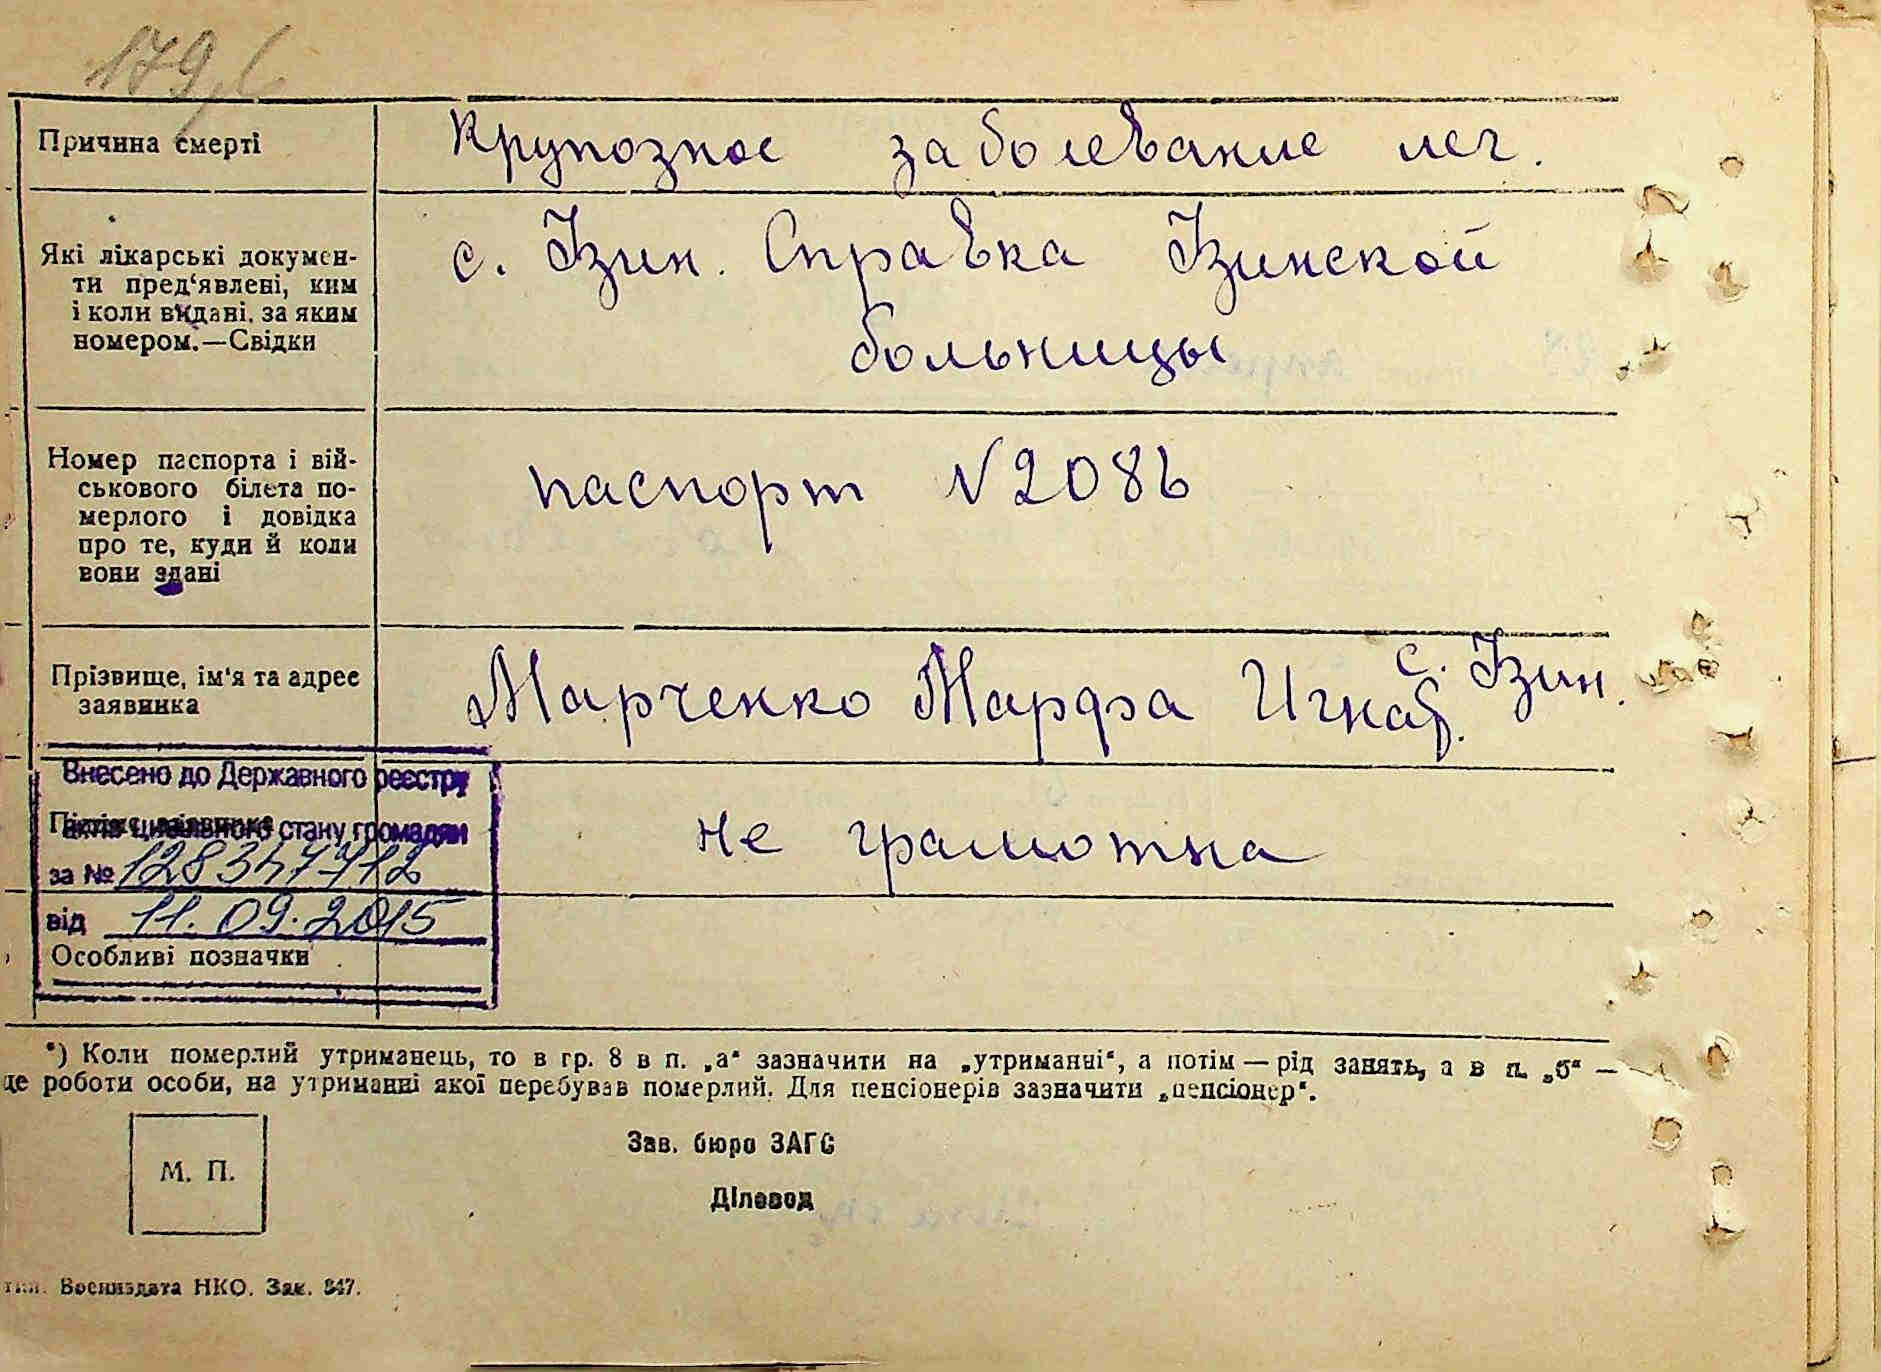 179
Причина смерті
Крупозное заболевание лег.
Які лікарські докумен-
ти пред‘явлені, ким
і коли видані, за яким
номером.—Свідки
с. Узин. Справка Узинской
больницы
Номер паспорта і вій-
ськового білета по-
мерлого і довідка
про те, куди й коли
вони здані
паспорт №2086
Прізвище, ім‘я та адрес
заявника
с. Узин.
Марченко Марфа Игнат.
Внесено до Державного реєстру
актів цивільного стану громадян
не грамотна
за № 128347712
від 11.09.2015
Особливі позначки
*) Коли померлий утриманець, то в гр. 8 в п. „а“ зазначити на „утриманні“, а потім — рід занять, а в п. „б“ —
де роботи особи, на утриманні якої перебував померлий. Для пенсіонерів зазначити „пенсіонер“.
М. П.
Зав. бюро ЗАГС
Діловод
Воениздата НКО. Зак. 347.